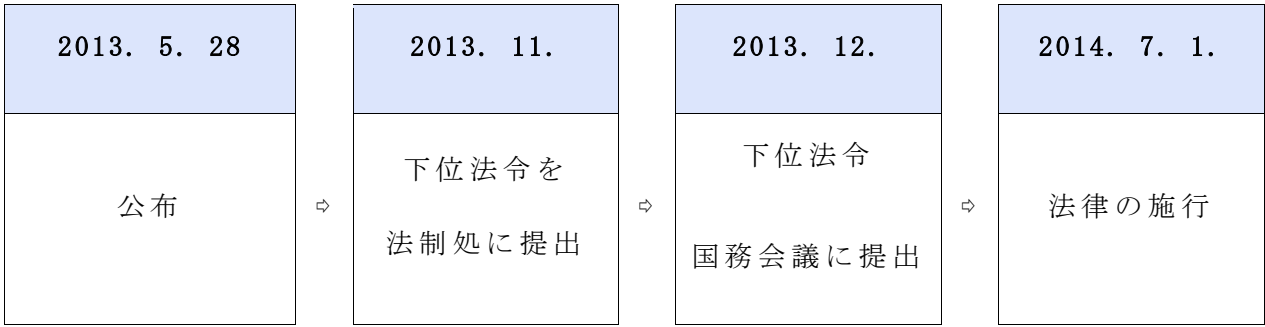 2013. 5. 28
公布
⇨
2013. 11.
下位法令を
法制処に提出
⇨
2013. 12.
下位法令
国務会議に提出
⇨
2014. 7. 1.
法律の施行